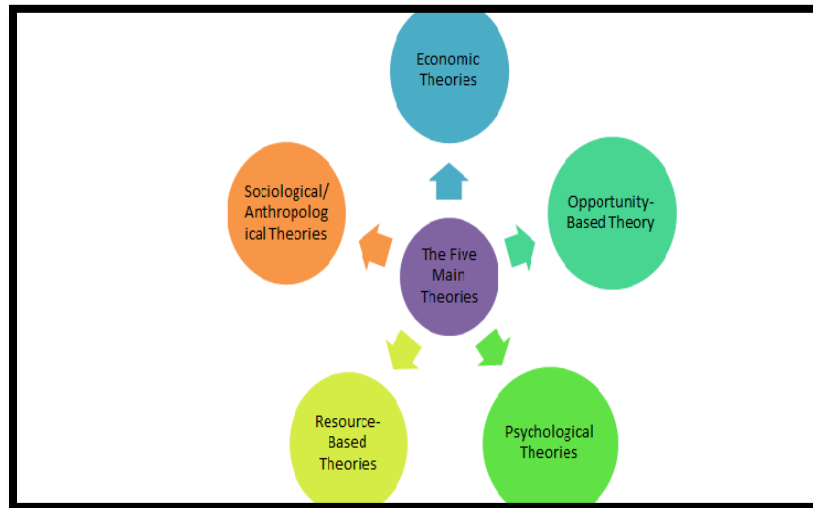 Economic
Theories
Sociological/
Anthropolog
ical Theories
Opportunity-
Based Theory
The Five
Main
Theories
Resource-
Based
Theories
Psychological
Theories